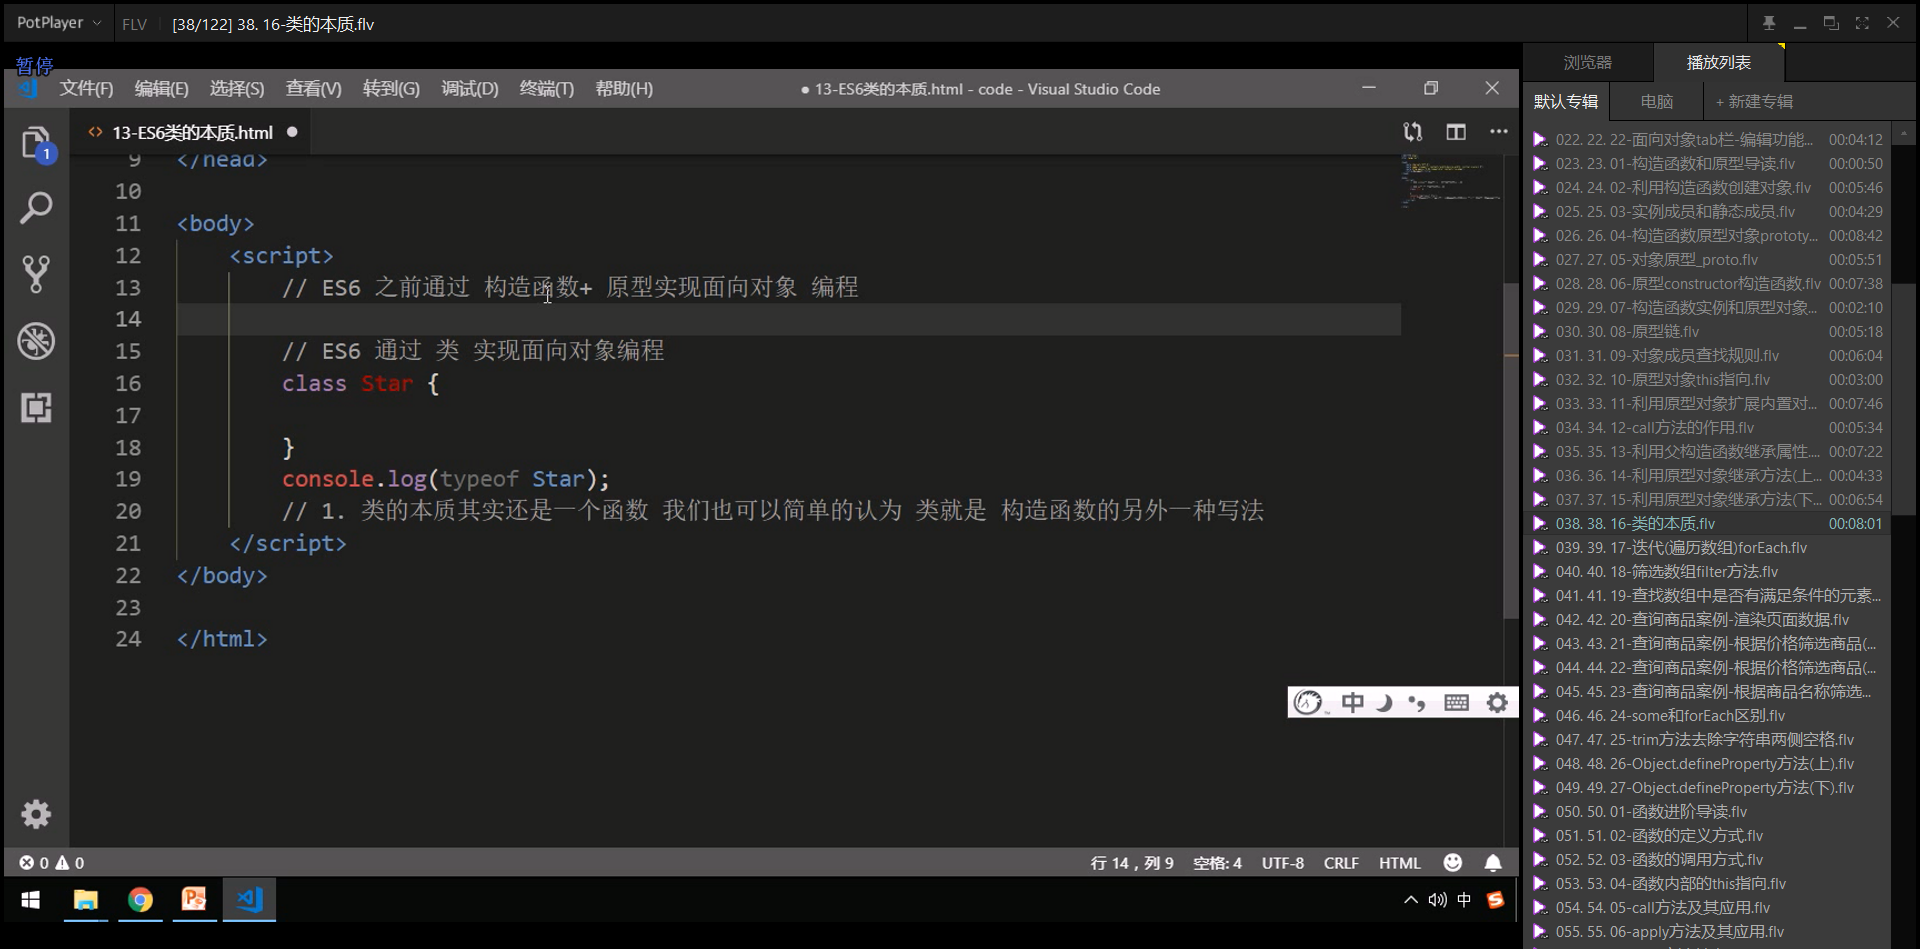 PotPlayer FLV [38/122] 38. 16-类的本质.flv
暂停
文件(F) 编辑(E) 选择(S) 查看(V) 转到(G) 调试(D) 终端(T) 帮助(H) ● 13-ES6类的本质.html - code - Visual Studio Code
<> 13-ES6类的本质.html ●
1
9 </head>
10
11 <body>
12 <script>
13 // ES6 之前通过 构造函数+ 原型实现面向对象 编程
14
15 // ES6 通过 类 实现面向对象编程
16 class Star {
17
18 }
19 console.log(typeof Star);
20 // 1. 类的本质其实还是一个函数 我们也可以简单的认为 类就是 构造函数的另外一种写法
21 </script>
22 </body>
23
24 </html>
中
0 0 行 14，列 9 空格: 4 UTF-8 CRLF HTML
中
浏览器 播放列表
默认专辑 电脑 + 新建专辑
022. 22. 22-面向对象tab栏-编辑功能... 00:04:12
023. 23. 01-构造函数和原型导读.flv 00:00:50
024. 24. 02-利用构造函数创建对象.flv 00:05:46
025. 25. 03-实例成员和静态成员.flv 00:04:29
026. 26. 04-构造函数原型对象prototy... 00:08:42
027. 27. 05-对象原型_proto.flv 00:05:51
028. 28. 06-原型constructor构造函数.flv 00:07:38
029. 29. 07-构造函数实例和原型对象... 00:02:10
030. 30. 08-原型链.flv 00:05:18
031. 31. 09-对象成员查找规则.flv 00:06:04
032. 32. 10-原型对象this指向.flv 00:03:00
033. 33. 11-利用原型对象扩展内置对... 00:07:46
034. 34. 12-call方法的作用.flv 00:05:34
035. 35. 13-利用父构造函数继承属性.... 00:07:22
036. 36. 14-利用原型对象继承方法(上... 00:04:33
037. 37. 15-利用原型对象继承方法(下... 00:06:54
038. 38. 16-类的本质.flv 00:08:01
039. 39. 17-迭代(遍历数组)forEach.flv
040. 40. 18-筛选数组filter方法.flv
041. 41. 19-查找数组中是否有满足条件的元素...
042. 42. 20-查询商品案例-渲染页面数据.flv
043. 43. 21-查询商品案例-根据价格筛选商品(...
044. 44. 22-查询商品案例-根据价格筛选商品(...
045. 45. 23-查询商品案例-根据商品名称筛选...
046. 46. 24-some和forEach区别.flv
047. 47. 25-trim方法去除字符串两侧空格.flv
048. 48. 26-Object.defineProperty方法(上).flv
049. 49. 27-Object.defineProperty方法(下).flv
050. 50. 01-函数进阶导读.flv
051. 51. 02-函数的定义方式.flv
052. 52. 03-函数的调用方式.flv
053. 53. 04-函数内部的this指向.flv
054. 54. 05-call方法及其应用.flv
055. 55. 06-apply方法及其应用.flv